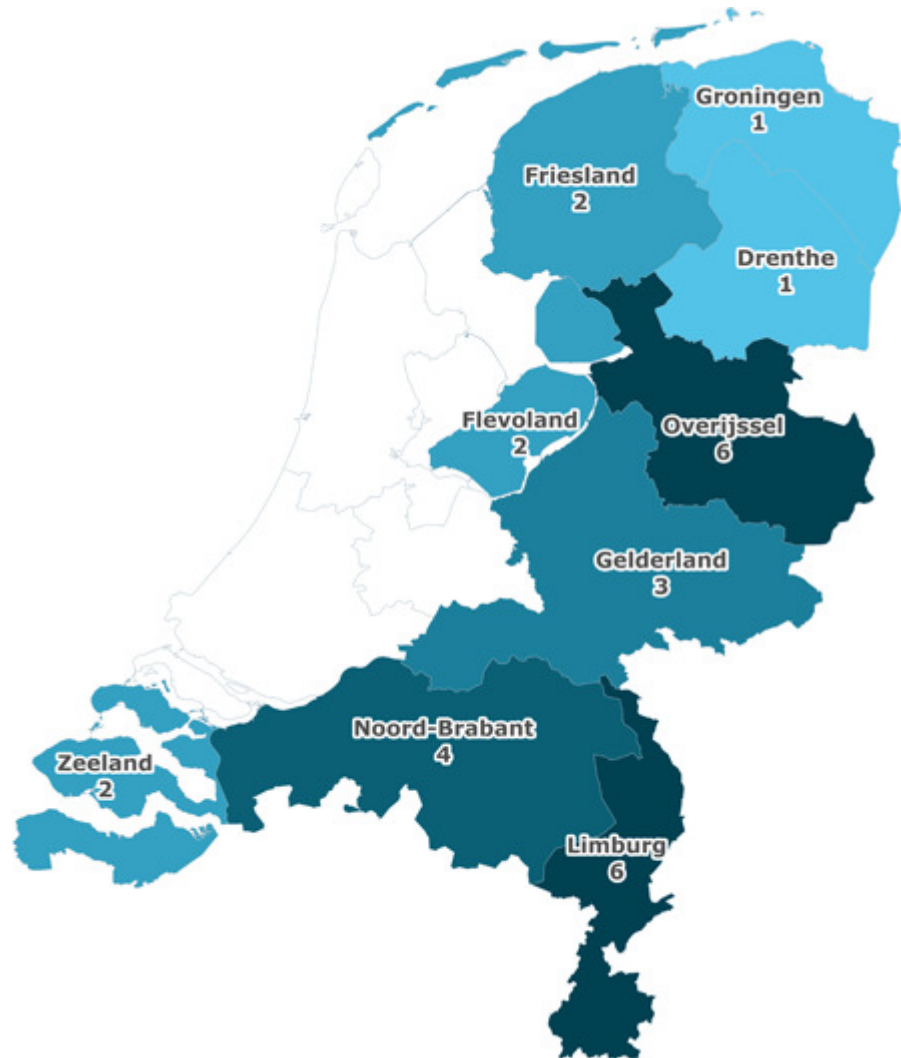 Groningen
1
Friesland
2
Drenthe
1
Flevoland
2
Overijssel
6
Gelderland
3
Noord-Brabant
4
Zeeland
2
Limburg
6